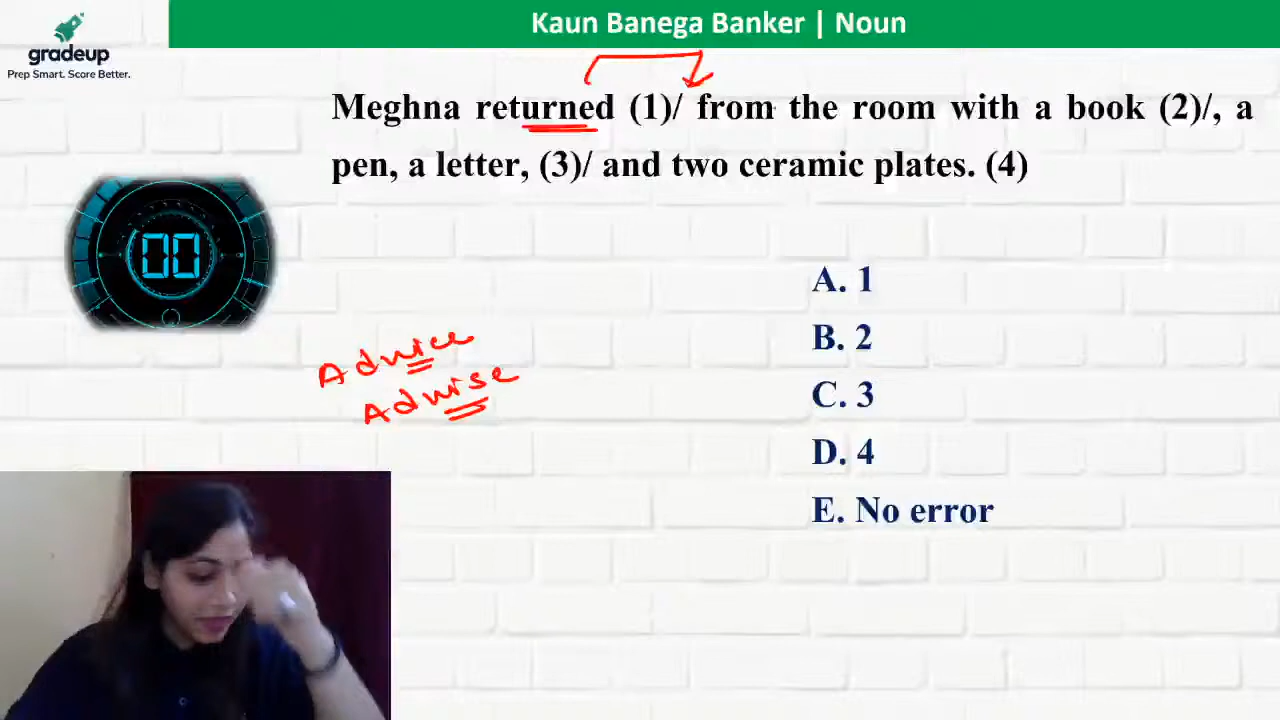 Kaun Banega Banker | Noun
gradeup
Prep Smart. Score Better.
Meghna returned (1)/ from the room with a book (2)/, a
pen, a letter, (3)/ and two ceramic plates. (4)
00
A. 1
B. 2
C. 3
D. 4
E. No error
Advice
Advise